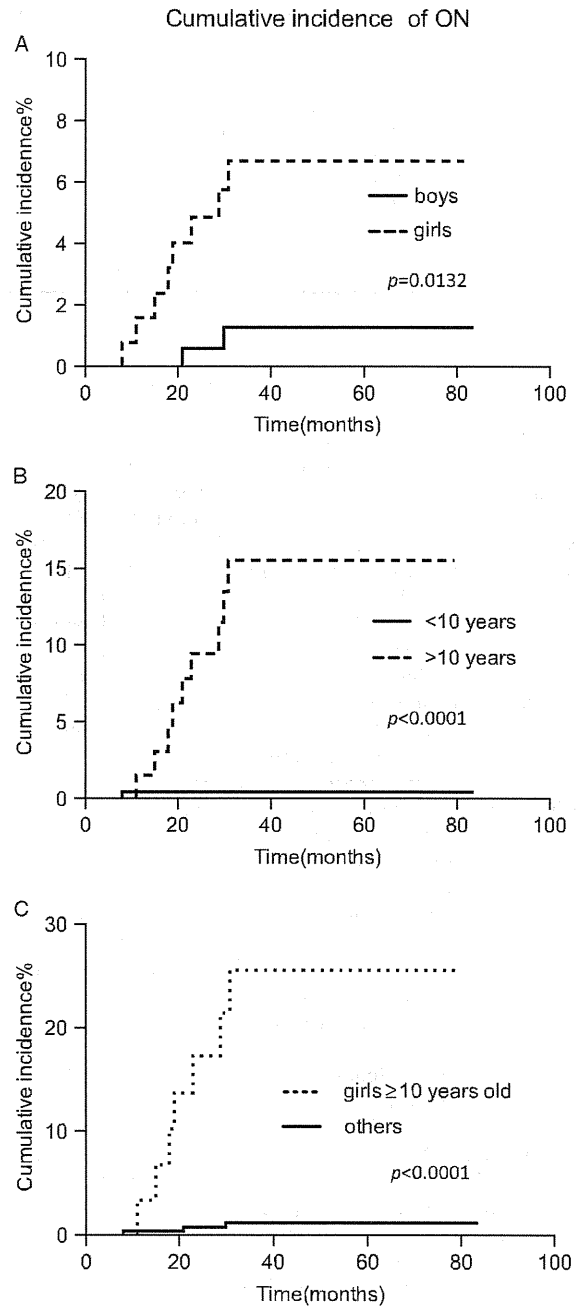 Cumulative incidence of ON
A
Cumulative incidennce%
10
8
6
4
2
0
boys
girls
p=0.0132
0 20 40 60 80 100
Time(months)
B
Cumulative incidennce%
20
15
10
5
0
<10 years
>10 years
p<0.0001
0 20 40 60 80 100
Time(months)
C
Cumulative incidennce%
30
20
10
0
girls ≥10 years old
others
p<0.0001
0 20 40 60 80 100
Time(months)